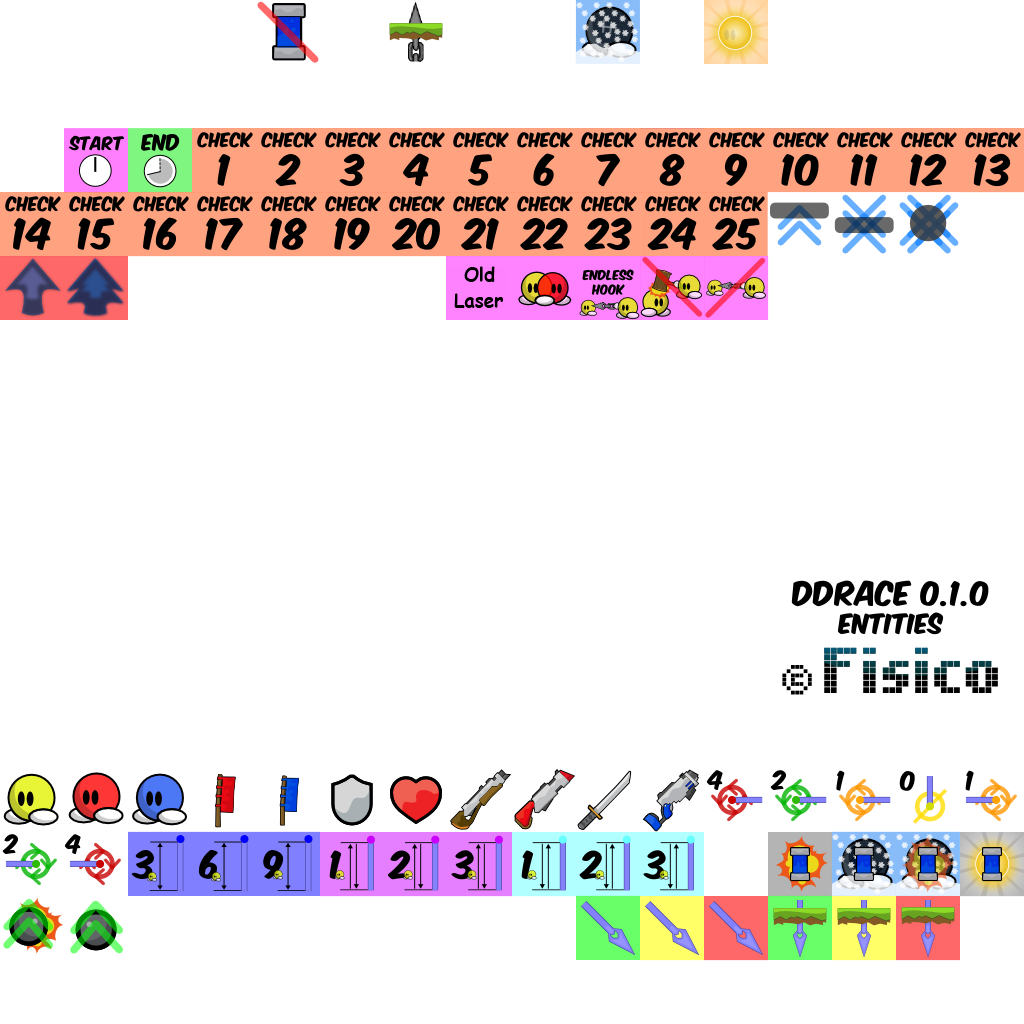 START END CHECK CHECK CHECK CHECK CHECK CHECK CHECK CHECK CHECK CHECK CHECK CHECK CHECK
1 2 3 4 5 6 7 8 9 10 11 12 13
CHECK CHECK CHECK CHECK CHECK CHECK CHECK CHECK CHECK CHECK CHECK CHECK
14 15 16 17 18 19 20 21 22 23 24 25
Old
Laser
ENDLESS
HOOK
DDRACE 0.1.0
ENTITIES
© Fisico
4 2 1 0 1
2 4 3 6 9 1 2 3 1 2 3